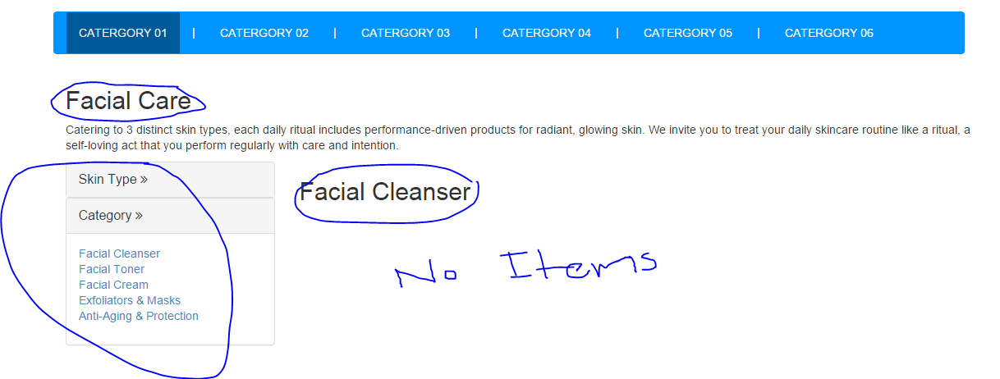 CATERGORY 01 | CATERGORY 02 | CATERGORY 03 | CATERGORY 04 | CATERGORY 05 | CATERGORY 06
Facial Care
Catering to 3 distinct skin types, each daily ritual includes performance-driven products for radiant, glowing skin. We invite you to treat your daily skincare routine like a ritual, a
self-loving act that you perform regularly with care and intention.
Skin Type »
Category »
Facial Cleanser
Facial Toner
Facial Cream
Exfoliators & Masks
Anti-Aging & Protection
Facial Cleanser
No Items